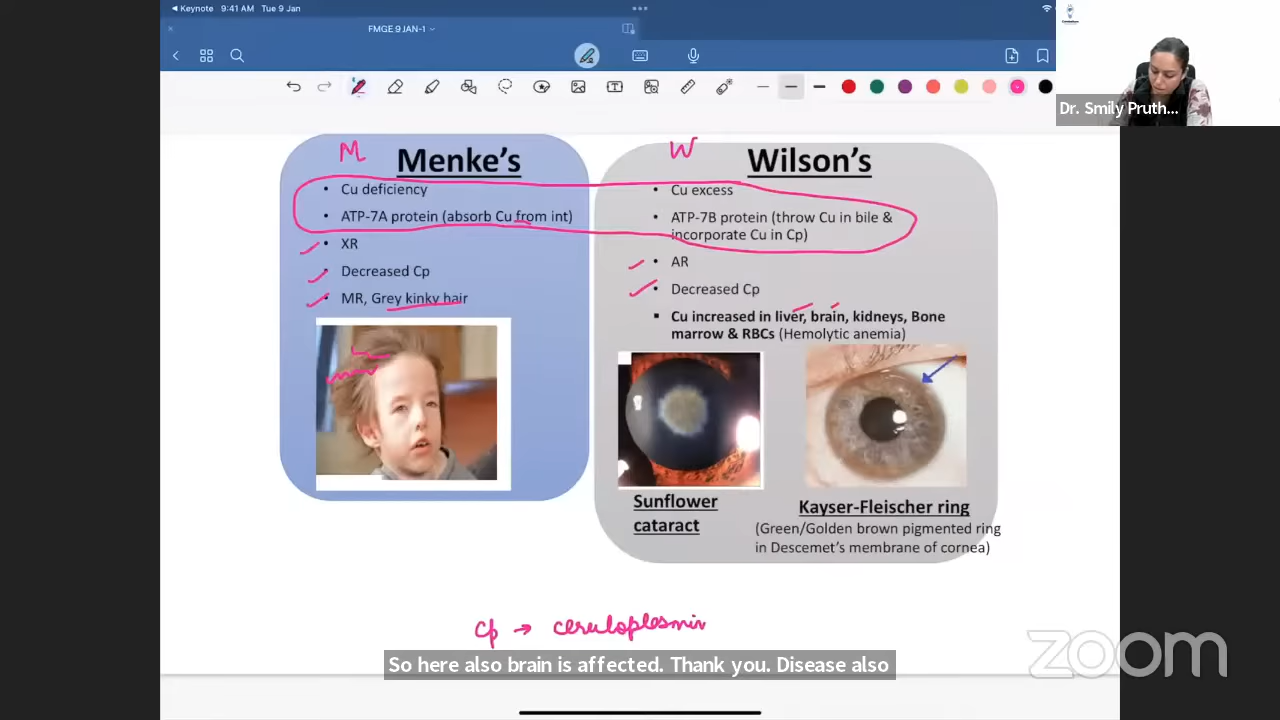 Keynote 9:41 AM Tue 9 Jan
FMGE 9 JAN-1
Dr. Smily Pruth...
M
Menke's
• Cu deficiency
• ATP-7A protein (absorb Cu from int)
• XR
• Decreased Cp
• MR, Grey kinky hair
W
Wilson's
• Cu excess
• ATP-7B protein (throw Cu in bile &
incorporate Cu in Cp)
• AR
• Decreased Cp
▪ Cu increased in liver, brain, kidneys, Bone
marrow & RBCs (Hemolytic anemia)
Sunflower
cataract
Kayser-Fleischer ring
(Green/Golden brown pigmented ring
in Descemet's membrane of cornea)
Cp → ceruloplesmin
So here also brain is affected. Thank you. Disease also
zoom